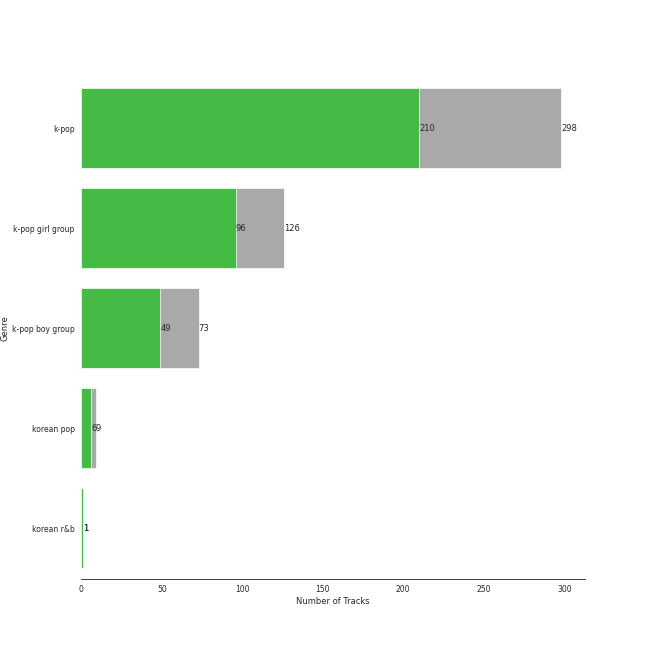 k-pop
210
298
k-pop girl group
96
126
k-pop boy group
49
73
korean pop
6
9
korean r&b
1
0
50
100
150
200
250
300
Number of Tracks
Genre